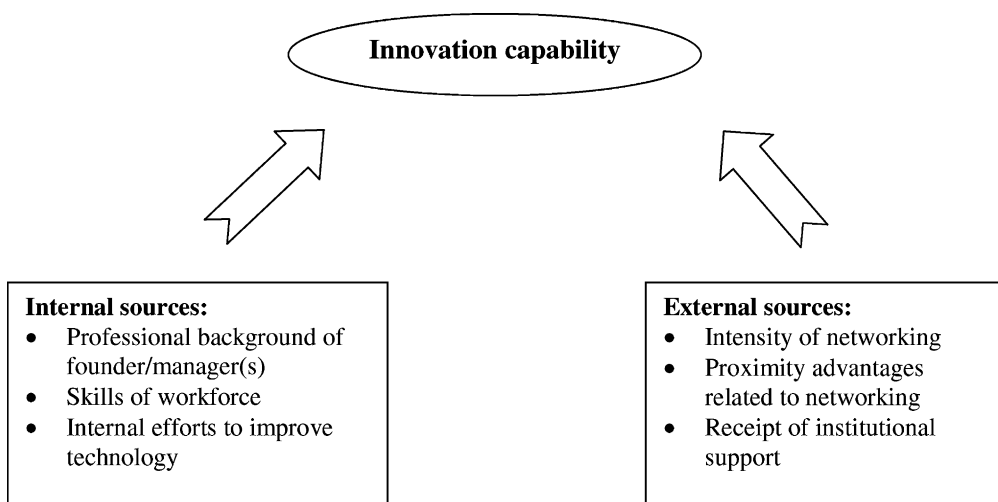 Innovation capability
Internal sources:
• Professional background of
founder/manager(s)
• Skills of workforce
• Internal efforts to improve
technology
External sources:
• Intensity of networking
• Proximity advantages
related to networking
• Receipt of institutional
support